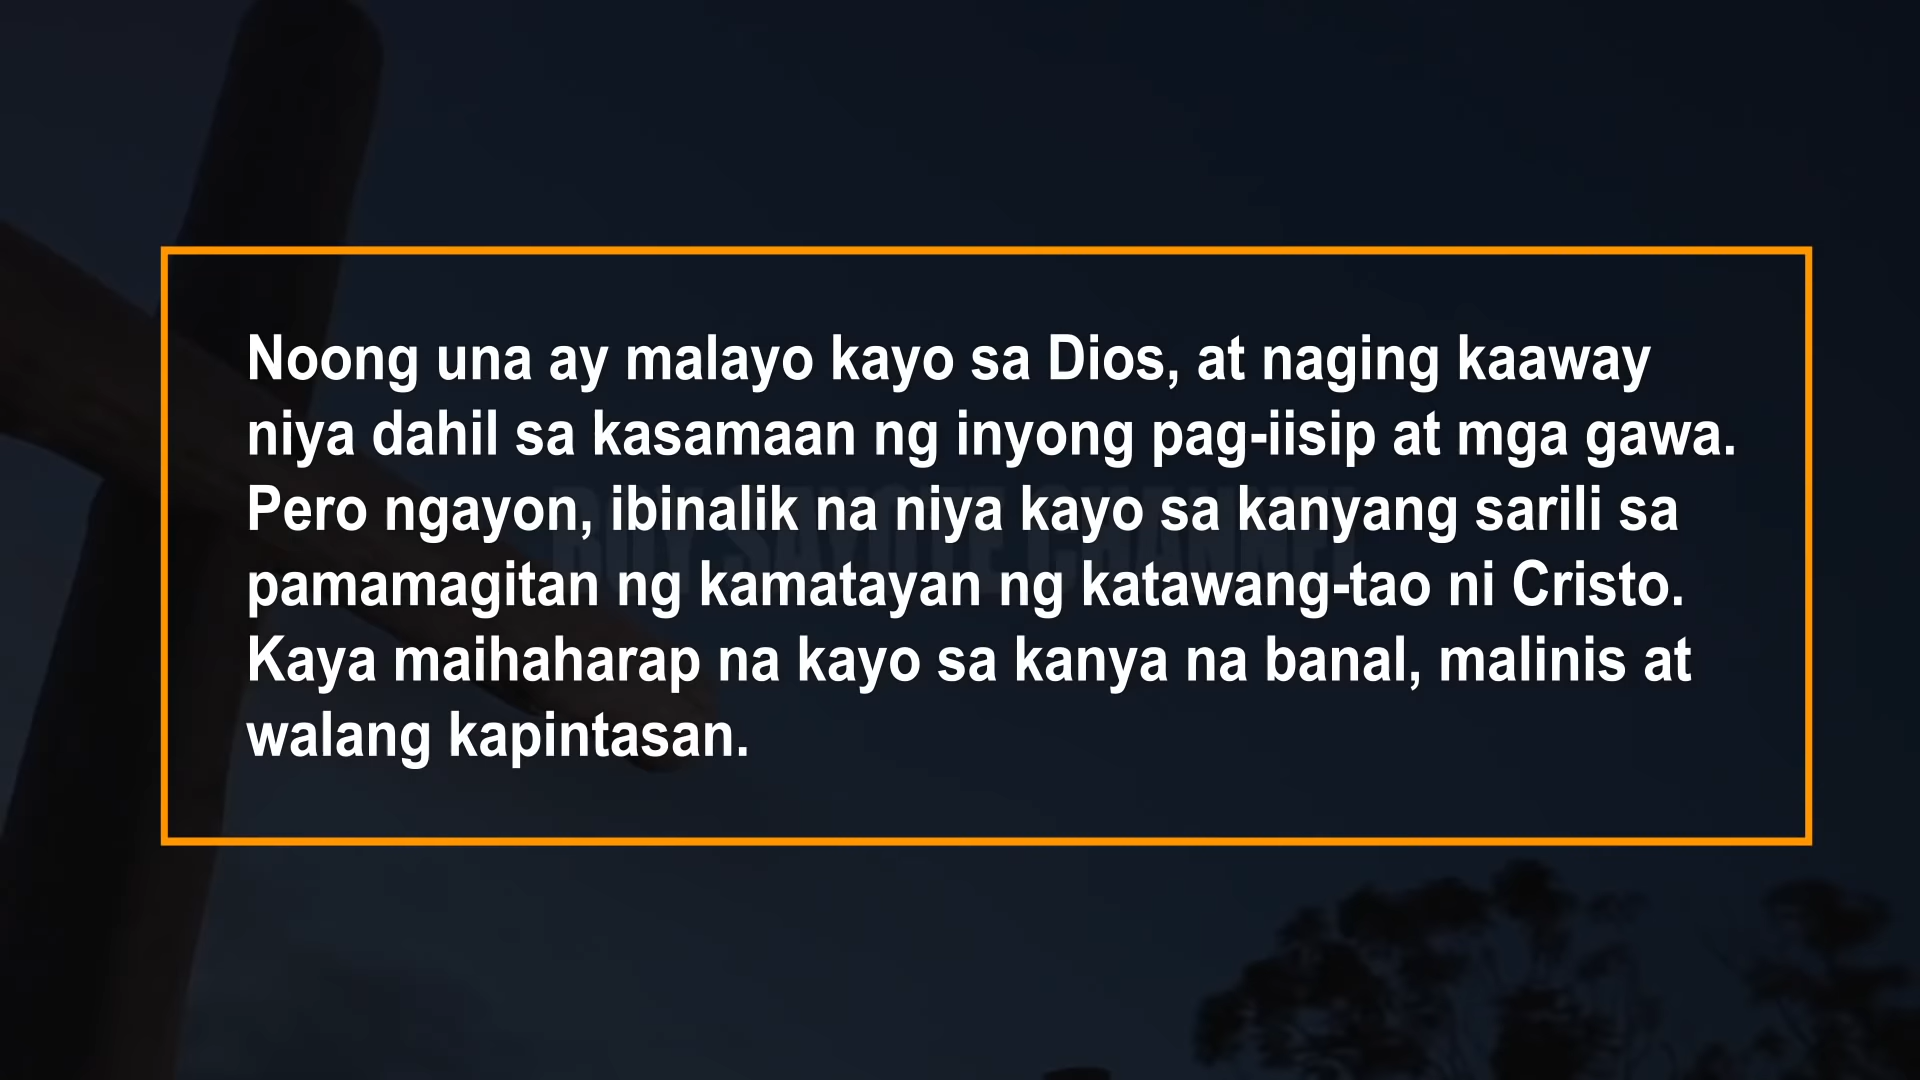 Noong una ay malayo kayo sa Dios, at naging kaaway
niya dahil sa kasamaan ng inyong pag-iisip at mga gawa.
Pero ngayon, ibinalik na niya kayo sa kanyang sarili sa
pamamagitan ng kamatayan ng katawang-tao ni Cristo.
Kaya maihaharap na kayo sa kanya na banal, malinis at
walang kapintasan.